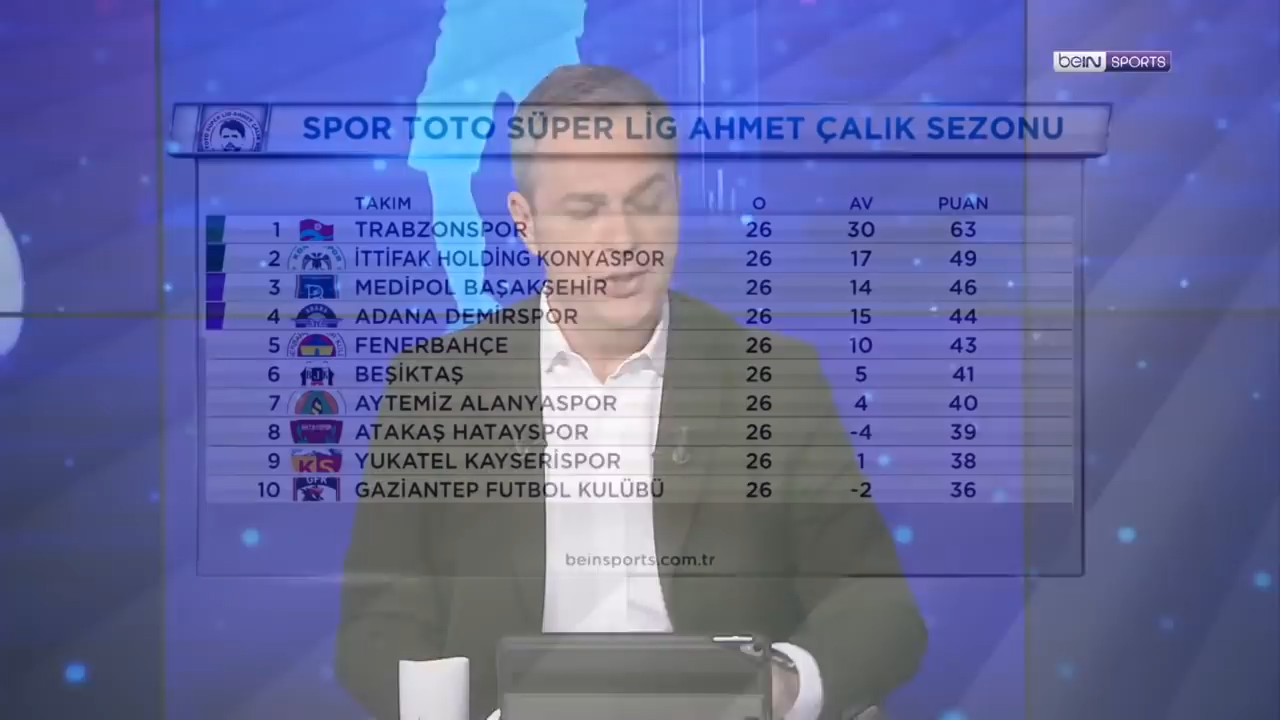 beIN SPORTS
SPOR TOTO SÜPER LİG AHMET ÇALIK SEZONU
TAKIM O AV PUAN
1 TRABZONSPOR 26 30 63
2 İTTİFAK HOLDİNG KONYASPOR 26 17 49
3 MEDİPOL BAŞAKŞEHİR 26 14 46
4 ADANA DEMİRSPOR 26 15 44
5 FENERBAHÇE 26 10 43
6 BEŞİKTAŞ 26 5 41
7 AYTEMİZ ALANYASPOR 26 4 40
8 ATAKAŞ HATAYSPOR 26 -4 39
9 YUKATEL KAYSERİSPOR 26 1 38
10 GAZİANTEP FUTBOL KULÜBÜ 26 -2 36
beinsports.com.tr